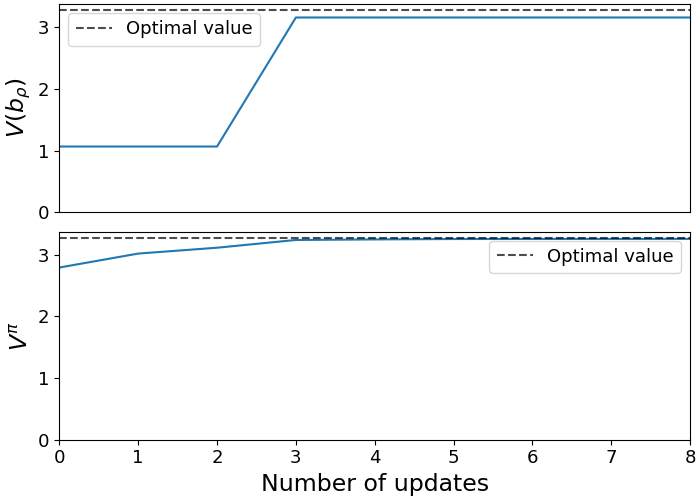 3
2
1
0
V(b_ρ)
Optimal value
3
2
1
0
V^π
Optimal value
0 1 2 3 4 5 6 7 8
Number of updates